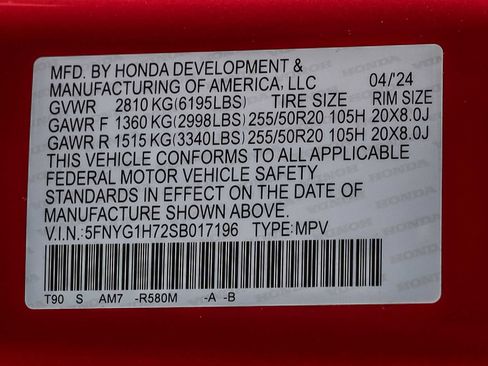 MFD. BY HONDA DEVELOPMENT &
MANUFACTURING OF AMERICA, LLC 04/24
GVWR 2810 KG(6195LBS) TIRE SIZE RIM SIZE
GAWR F 1360 KG(2998LBS) 255/50R20 105H 20X8.0J
GAWR R 1515 KG(3340LBS) 255/50R20 105H 20X8.0J
THIS VEHICLE CONFORMS TO ALL APPLICABLE
FEDERAL MOTOR VEHICLE SAFETY
STANDARDS IN EFFECT ON THE DATE OF
MANUFACTURE SHOWN ABOVE.
V.I.N.: 5FNYG1H72SB017196 TYPE: MPV
T90 S AM7 -R580M -A -B